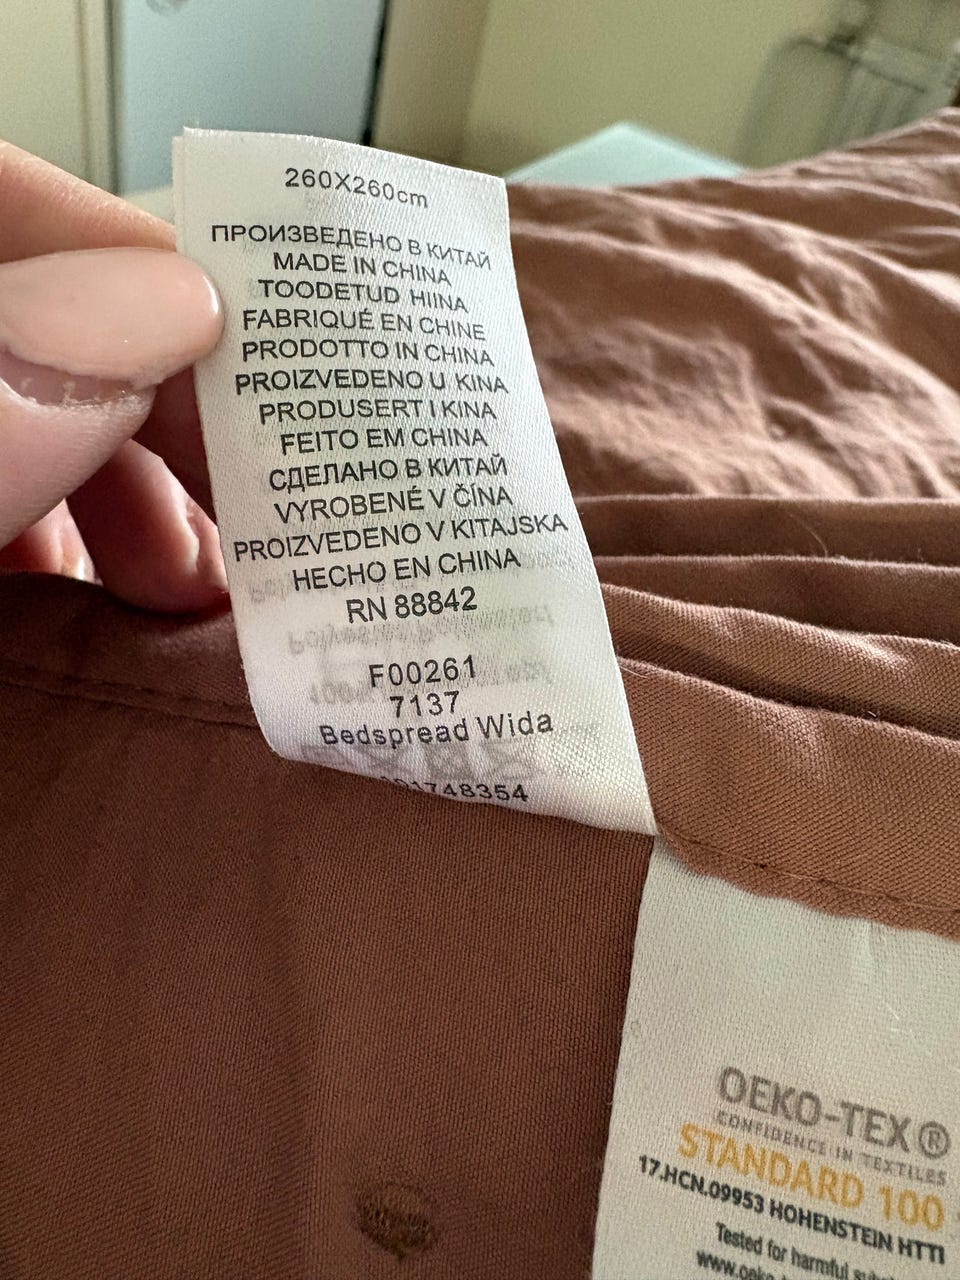 260X260cm
ПРОИЗВЕДЕНО В КИТАЙ
MADE IN CHINA
TOODETUD HIINA
FABRIQUÉ EN CHINE
PRODOTTO IN CHINA
PROIZVEDENO U KINA
PRODUSERT I KINA
FEITO EM CHINA
СДЕЛАНО В КИТАЙ
VYROBENÉ V ČÍNA
PROIZVEDENO V KITAJSKA
HECHO EN CHINA
RN 88842
F00261
7137
Bedspread Wida
101748354
OEKO-TEX®
CONFIDENCE IN TEXTILES
STANDARD 100
17.HCN.09953 HOHENSTEIN HTTI
Tested for harmful